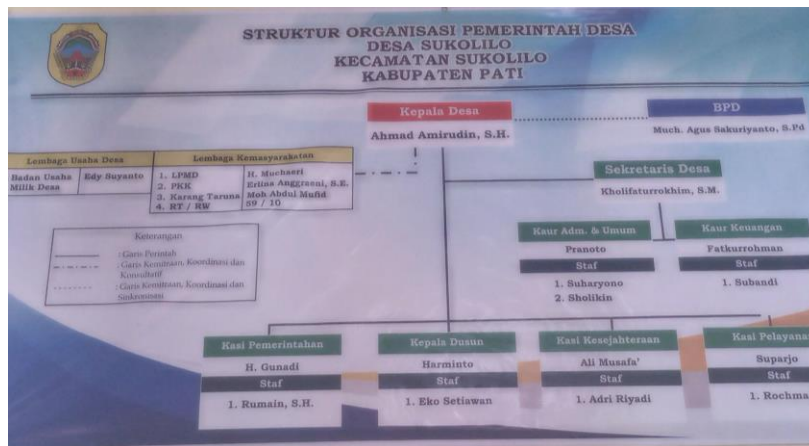 STRUKTUR ORGANISASI PEMERINTAH DESA
DESA SUKOLILO
KECAMATAN SUKOLILO
KABUPATEN PATI
Kepala Desa
Ahmad Amirudin, S.H.
BPD
Much. Agus Sakuriyanto, S.Pd
Lembaga Usaha Desa
Badan Usaha Milik Desa
Edy Suyanto
Lembaga Kemasyarakatan
1. LPMD H. Muchaeri
2. PKK Erlina Anggraeni, S.E.
3. Karang Taruna Moh Abdul Mufid
4. RT / RW 59 / 10
Sekretaris Desa
Kholifaturrokhim, S.M.
Keterangan
: Garis Perintah
: Garis Kemitraan, Koordinasi dan
Konsultatif
: Garis Kemitraan, Koordinasi dan
Sinkronisasi
Kaur Adm. & Umum
Pranoto
Staf
1. Suharyono
2. Sholikin
Kaur Keuangan
Fatkurrohman
Staf
1. Subandi
Kasi Pemerintahan
H. Gunadi
Staf
1. Rumain, S.H.
Kepala Dusun
Harminto
Staf
1. Eko Setiawan
Kasi Kesejahteraan
Ali Musafa'
Staf
1. Adri Riyadi
Kasi Pelayana
Suparjo
Staf
1. Rochma